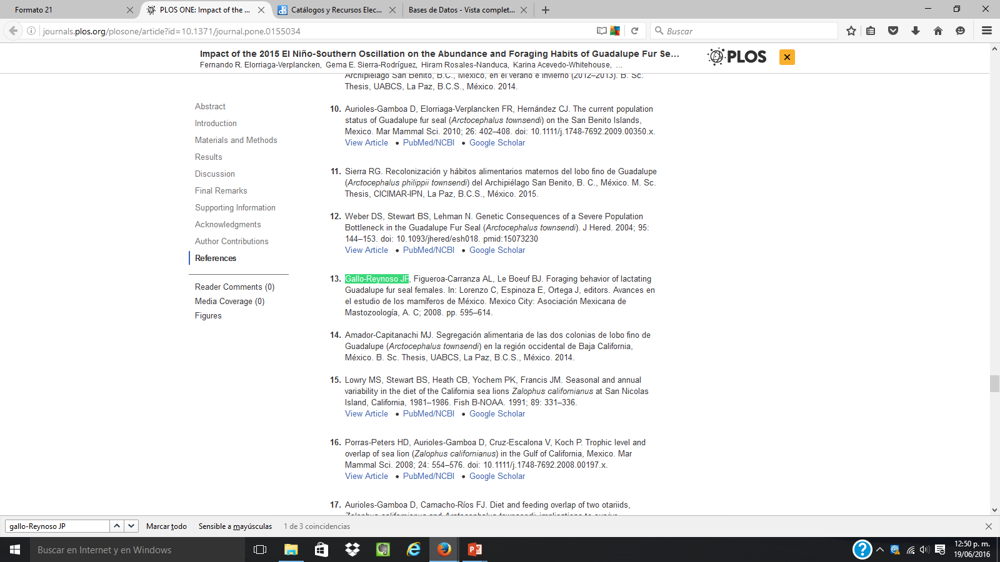 Formato 21
PLOS ONE: Impact of the ...
Catálogos y Recursos Elec...
Bases de Datos - Vista complet...
journals.plos.org/plosone/article?id=10.1371/journal.pone.0155034
Buscar
Impact of the 2015 El Niño-Southern Oscillation on the Abundance and Foraging Habits of Guadalupe Fur Se...
Fernando R. Elorriaga-Verplancken, Gema E. Sierra-Rodríguez, Hiram Rosales-Nanduca, Karina Acevedo-Whitehouse, ...
PLOS
Abstract
Introduction
Materials and Methods
Results
Discussion
Final Remarks
Supporting Information
Acknowledgments
Author Contributions
References
Reader Comments (0)
Media Coverage (0)
Figures
Archipiélago San Benito, B.C., México, en el verano e invierno (2012–2013). B. Sc.
Thesis, UABCS, La Paz, B.C.S., México. 2014.
10. Aurioles-Gamboa D, Elorriaga-Verplancken FR, Hernández CJ. The current population
status of Guadalupe fur seal (Arctocephalus townsendi) on the San Benito Islands,
Mexico. Mar Mammal Sci. 2010; 26: 402–408. doi: 10.1111/j.1748-7692.2009.00350.x.
View Article • PubMed/NCBI • Google Scholar
11. Sierra RG. Recolonización y hábitos alimentarios maternos del lobo fino de Guadalupe
(Arctocephalus philippii townsendi) del Archipiélago San Benito, B. C., México. M. Sc.
Thesis, CICIMAR-IPN, La Paz, B.C.S., México. 2015.
12. Weber DS, Stewart BS, Lehman N. Genetic Consequences of a Severe Population
Bottleneck in the Guadalupe Fur Seal (Arctocephalus townsendi). J Hered. 2004; 95:
144–153. doi: 10.1093/jhered/esh018. pmid:15073230
View Article • PubMed/NCBI • Google Scholar
13. Gallo-Reynoso JP, Figueroa-Carranza AL, Le Boeuf BJ. Foraging behavior of lactating
Guadalupe fur seal females. In: Lorenzo C, Espinoza E, Ortega J, editors. Avances en
el estudio de los mamíferos de México. Mexico City: Asociación Mexicana de
Mastozoología, A. C; 2008. pp. 595–614.
14. Amador-Capitanachi MJ. Segregación alimentaria de las dos colonias de lobo fino de
Guadalupe (Arctocephalus townsendi) en la región occidental de Baja California,
México. B. Sc. Thesis, UABCS, La Paz, B.C.S., México. 2014.
15. Lowry MS, Stewart BS, Heath CB, Yochem PK, Francis JM. Seasonal and annual
variability in the diet of the California sea lions Zalophus californianus at San Nicolas
Island, California, 1981–1986. Fish B-NOAA. 1991; 89: 331–336.
View Article • PubMed/NCBI • Google Scholar
16. Porras-Peters HD, Aurioles-Gamboa D, Cruz-Escalona V, Koch P. Trophic level and
overlap of sea lion (Zalophus californianus) in the Gulf of California, Mexico. Mar
Mammal Sci. 2008; 24: 554–576. doi: 10.1111/j.1748-7692.2008.00197.x.
View Article • PubMed/NCBI • Google Scholar
17. Aurioles-Gamboa D, Camacho-Ríos FJ. Diet and feeding overlap of two otariids,
Zalophus californianus and Arctocephalus townsendi: implications to survive
gallo-Reynoso JP
Marcar todo
Sensible a mayúsculas
1 de 3 coincidencias
Buscar en Internet y en Windows
12:50 p. m.
19/06/2016